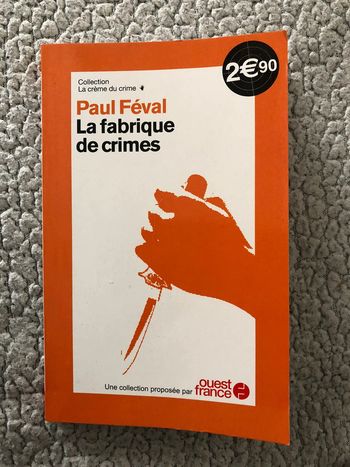 Collection
La crème du crime
2€90
Paul Féval
La fabrique
de crimes
Une collection proposée par
ouest
france